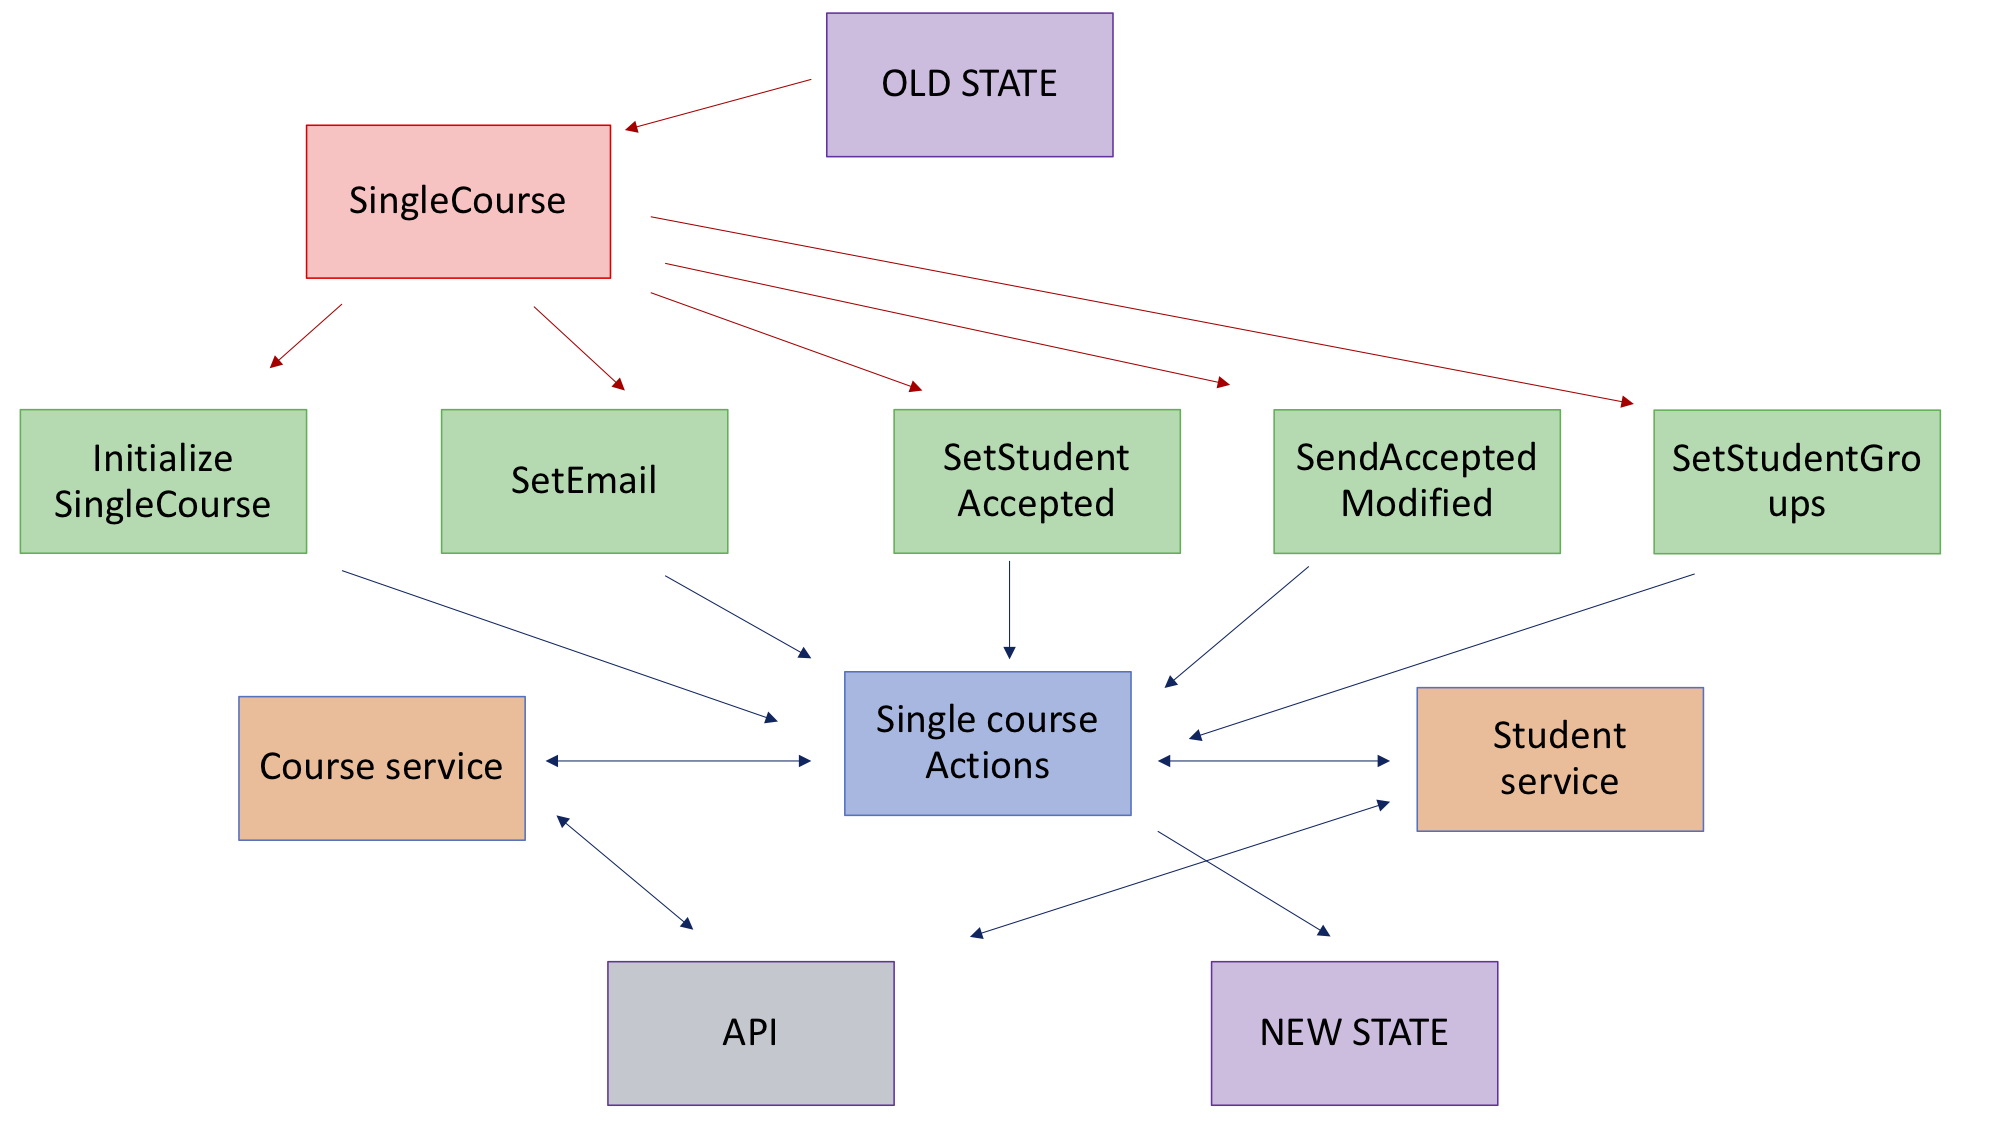 OLD STATE
SingleCourse
Initialize
SingleCourse
SetEmail
SetStudent
Accepted
SendAccepted
Modified
SetStudentGro
ups
Course service
Single course
Actions
Student
service
API
NEW STATE